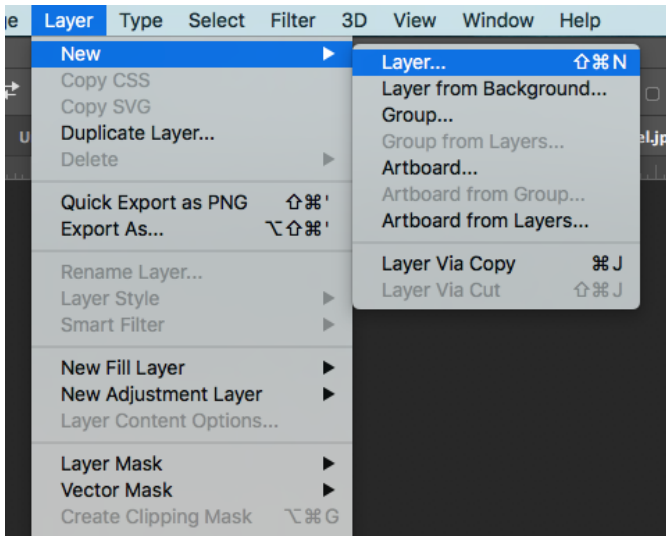 Layer Type Select Filter 3D View Window Help
New ▶
Copy CSS
Copy SVG
Duplicate Layer...
Delete ▶
Quick Export as PNG ⇧⌘'
Export As... ⌥⇧⌘'
Rename Layer...
Layer Style ▶
Smart Filter ▶
New Fill Layer ▶
New Adjustment Layer ▶
Layer Content Options...
Layer Mask ▶
Vector Mask ▶
Create Clipping Mask ⌥⌘G
Layer... ⇧⌘N
Layer from Background...
Group...
Group from Layers...
Artboard...
Artboard from Group...
Artboard from Layers...
Layer Via Copy ⌘J
Layer Via Cut ⇧⌘J